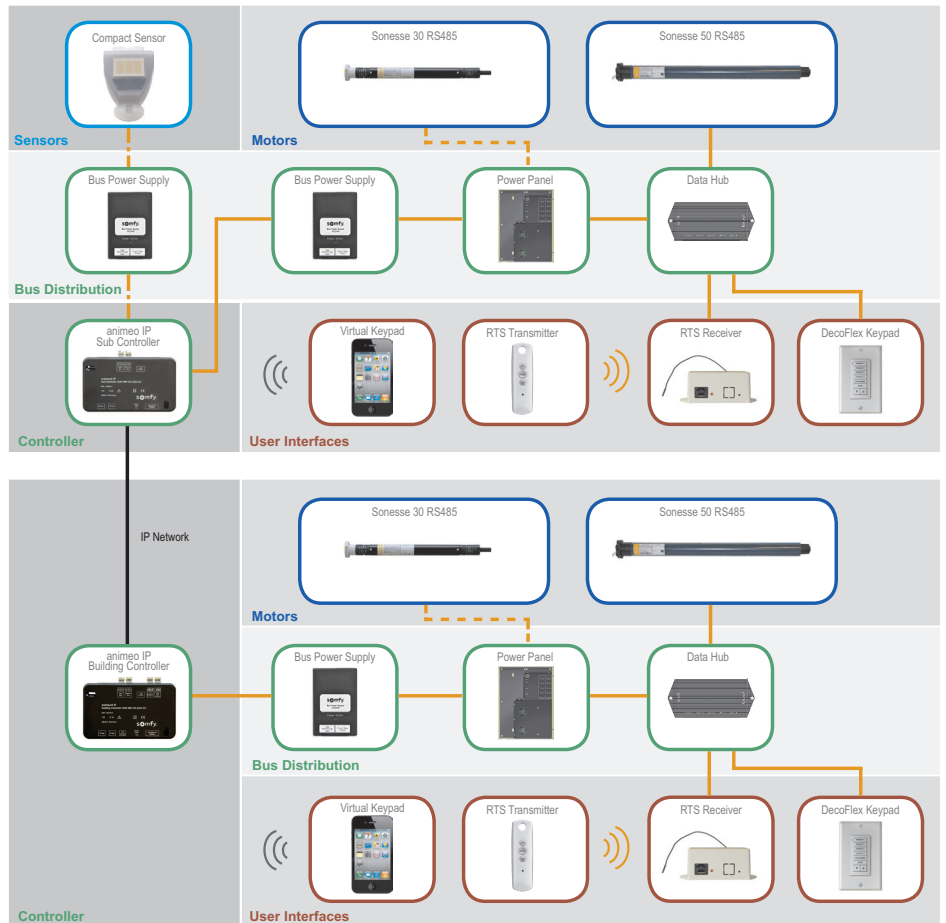 Compact Sensor
Sonesse 30 RS485
Sonesse 50 RS485
Sensors
Motors
Bus Power Supply
Bus Power Supply
Power Panel
Data Hub
somfy.
somfy.
Bus Distribution
animeo IP
Sub Controller
Virtual Keypad
RTS Transmitter
RTS Receiver
DecoFlex Keypad
somfy.
Controller
User Interfaces
Sonesse 30 RS485
Sonesse 50 RS485
IP Network
Motors
animeo IP
Building Controller
Bus Power Supply
Power Panel
Data Hub
somfy.
somfy.
Bus Distribution
Virtual Keypad
RTS Transmitter
RTS Receiver
DecoFlex Keypad
Controller
User Interfaces